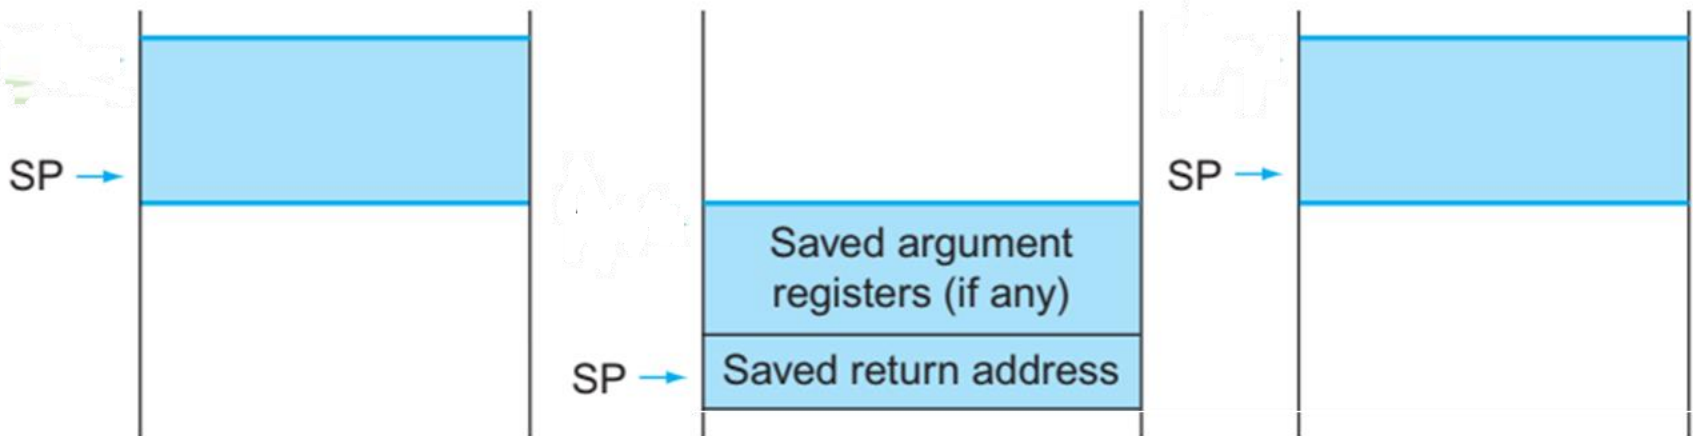 SP
Saved argument
registers (if any)
SP
Saved return address
SP